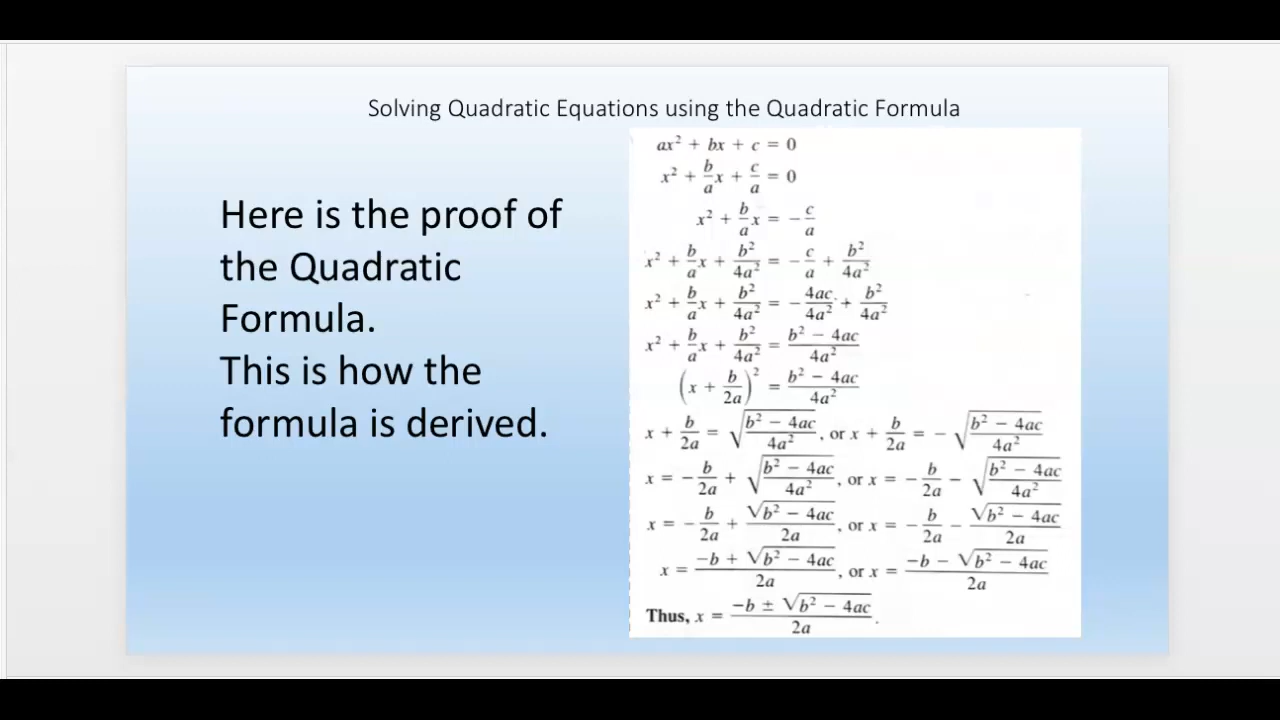 Solving Quadratic Equations using the Quadratic Formula
Here is the proof of
the Quadratic
Formula.
This is how the
formula is derived.
ax² + bx + c = 0
x² + b/a x + c/a = 0
x² + b/a x = − c/a
x² + b/a x + b²/4a² = − c/a + b²/4a²
x² + b/a x + b²/4a² = − 4ac/4a² + b²/4a²
x² + b/a x + b²/4a² = (b² − 4ac)/4a²
(x + b/2a)² = (b² − 4ac)/4a²
x + b/2a = √((b² − 4ac)/4a²), or x + b/2a = − √((b² − 4ac)/4a²)
x = − b/2a + √((b² − 4ac)/4a²), or x = − b/2a − √((b² − 4ac)/4a²)
x = − b/2a + √(b² − 4ac)/2a, or x = − b/2a − √(b² − 4ac)/2a
x = (−b + √(b² − 4ac))/2a, or x = (−b − √(b² − 4ac))/2a
Thus, x = (−b ± √(b² − 4ac))/2a.